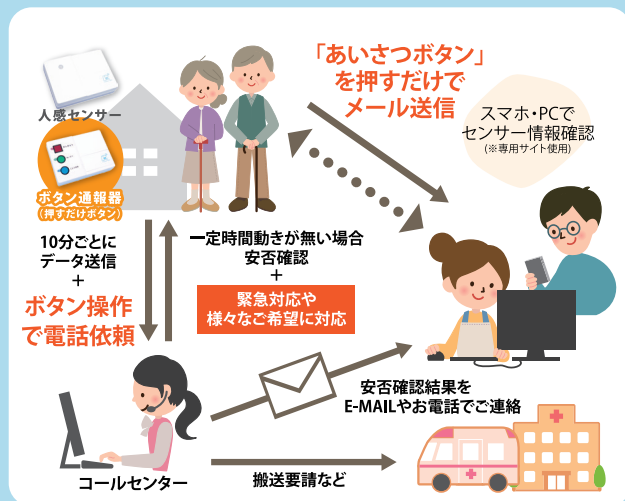 「あいさつボタン」
を押すだけで
メール送信
人感センサー
スマホ・PCで
センサー情報確認
(※専用サイト使用)
ボタン通報器
(押すだけボタン)
10分ごとに
データ送信
+
ボタン操作
で電話依頼
一定時間動きが無い場合
安否確認
+
緊急対応や
様々なご希望に対応
安否確認結果を
E-MAILやお電話でご連絡
コールセンター
搬送要請など